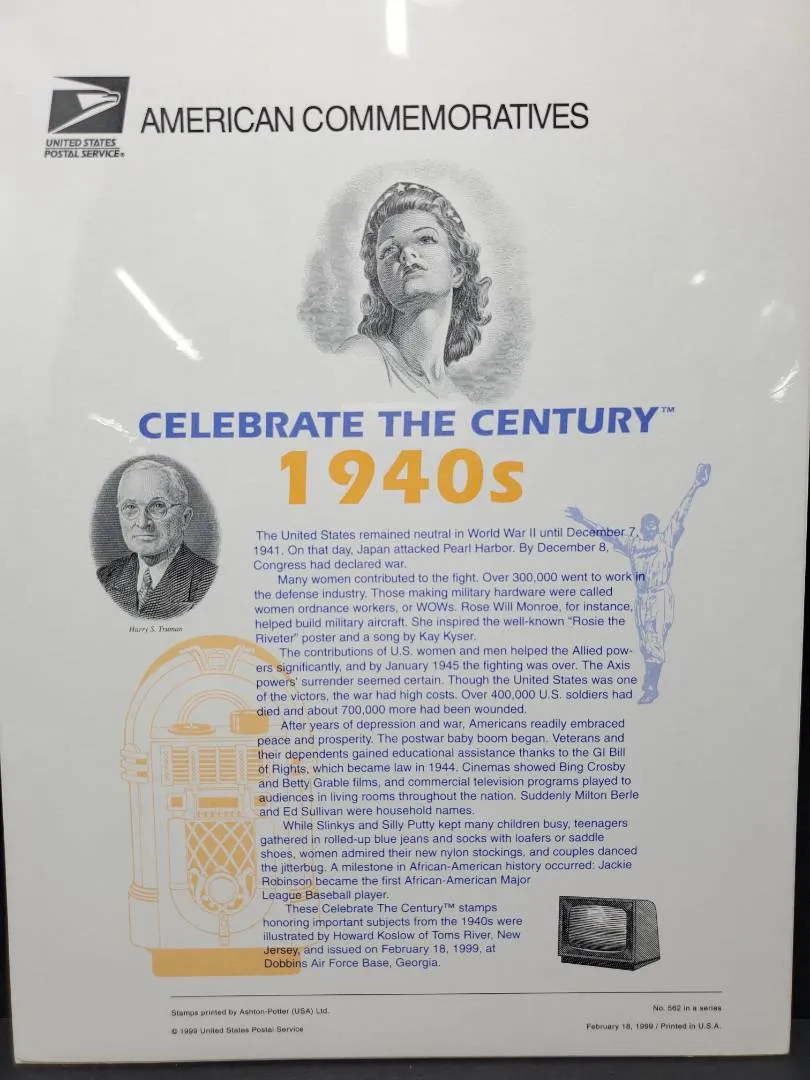 UNITED STATES
POSTAL SERVICE®
AMERICAN COMMEMORATIVES
CELEBRATE THE CENTURY™
1940s
Harry S. Truman
The United States remained neutral in World War II until December 7,
1941. On that day, Japan attacked Pearl Harbor. By December 8,
Congress had declared war.
Many women contributed to the fight. Over 300,000 went to work in
the defense industry. Those making military hardware were called
women ordnance workers, or WOWs. Rose Will Monroe, for instance,
helped build military aircraft. She inspired the well-known “Rosie the
Riveter” poster and a song by Kay Kyser.
The contributions of U.S. women and men helped the Allied pow-
ers significantly, and by January 1945 the fighting was over. The Axis
powers’ surrender seemed certain. Though the United States was one
of the victors, the war had high costs. Over 400,000 U.S. soldiers had
died and about 700,000 more had been wounded.
After years of depression and war, Americans readily embraced
peace and prosperity. The postwar baby boom began. Veterans and
their dependents gained educational assistance thanks to the GI Bill
of Rights, which became law in 1944. Cinemas showed Bing Crosby
and Betty Grable films, and commercial television programs played to
audiences in living rooms throughout the nation. Suddenly Milton Berle
and Ed Sullivan were household names.
While Slinkys and Silly Putty kept many children busy, teenagers
gathered in rolled-up blue jeans and socks with loafers or saddle
shoes, women admired their new nylon stockings, and couples danced
the jitterbug. A milestone in African-American history occurred: Jackie
Robinson became the first African-American Major
League Baseball player.
These Celebrate The Century™ stamps
honoring important subjects from the 1940s were
illustrated by Howard Koslow of Toms River, New
Jersey, and issued on February 18, 1999, at
Dobbins Air Force Base, Georgia.
Stamps printed by Ashton-Potter (USA) Ltd.
© 1999 United States Postal Service
No. 562 in a series
February 18, 1999 / Printed in U.S.A.